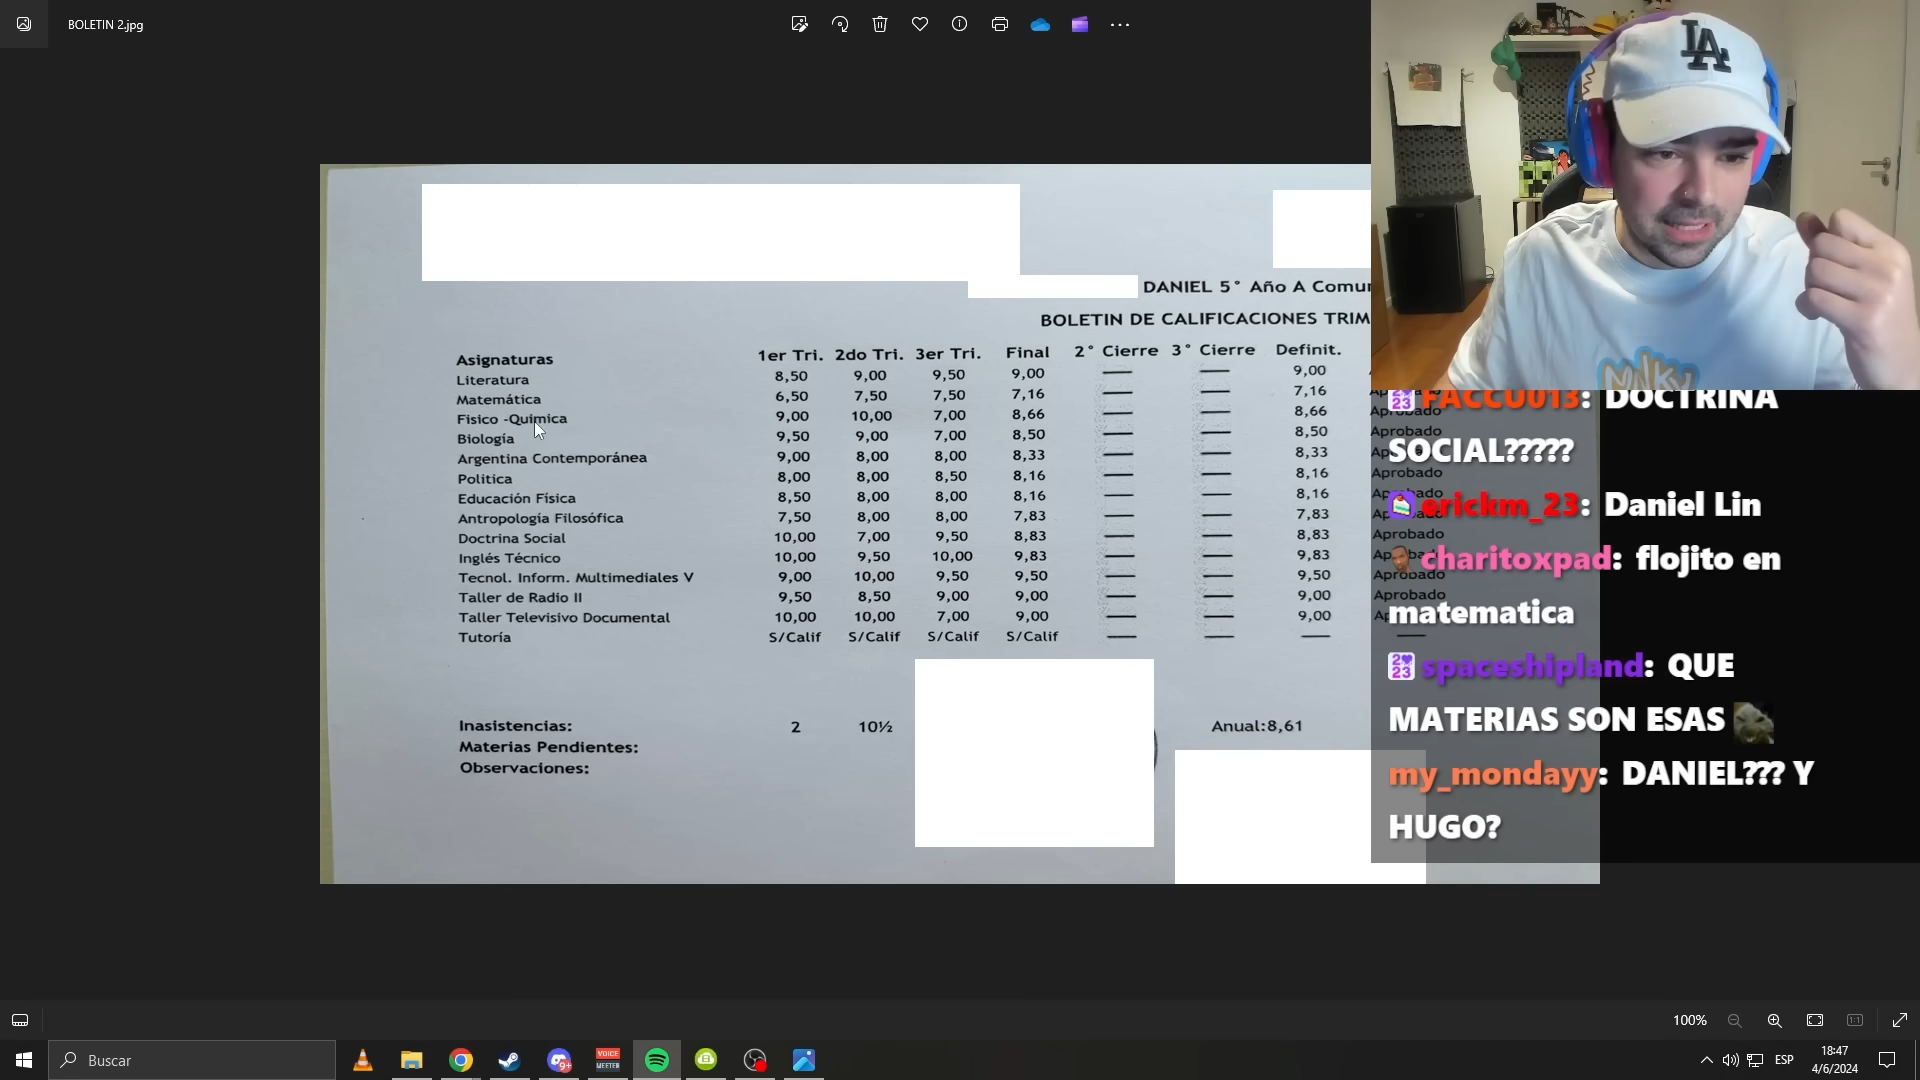 BOLETIN 2.jpg
LA
DANIEL 5° Año A Comun
BOLETIN DE CALIFICACIONES TRIM
Asignaturas 1er Tri. 2do Tri. 3er Tri. Final 2° Cierre 3° Cierre Definit.
Literatura 8,50 9,00 9,50 9,00 — — 9,00
Matemática 6,50 7,50 7,50 7,16 — — 7,16
Fisico -Quimica 9,00 10,00 7,00 8,66 — — 8,66 Aprobado
Biología 9,50 9,00 7,00 8,50 — — 8,50 Aprobado
Argentina Contemporánea 9,00 8,00 8,00 8,33 — — 8,33 Aprobado
Politica 8,00 8,00 8,50 8,16 — — 8,16 Aprobado
Educación Física 8,50 8,00 8,00 8,16 — — 8,16 Aprobado
Antropología Filosófica 7,50 8,00 8,00 7,83 — — 7,83
Doctrina Social 10,00 7,00 9,50 8,83 — — 8,83 Aprobado
Inglés Técnico 10,00 9,50 10,00 9,83 — — 9,83
Tecnol. Inform. Multimediales V 9,00 10,00 9,50 9,50 — — 9,50 Aprobado
Taller de Radio II 9,50 8,50 9,00 9,00 — — 9,00 Aprobado
Taller Televisivo Documental 10,00 10,00 7,00 9,00 — — 9,00
Tutoría S/Calif S/Calif S/Calif S/Calif — — — —
Inasistencias: 2 10½ Anual:8,61
Materias Pendientes:
Observaciones:
MILKY
FACCU013: DOCTRINA
SOCIAL?????
erickm_23: Daniel Lin
charitoxpad: flojito en
matematica
spaceshipland: QUE
MATERIAS SON ESAS
my_mondayy: DANIEL??? Y
HUGO?
100%
Buscar
VOICE
MEETER
9+
ESP
18:47
4/6/2024